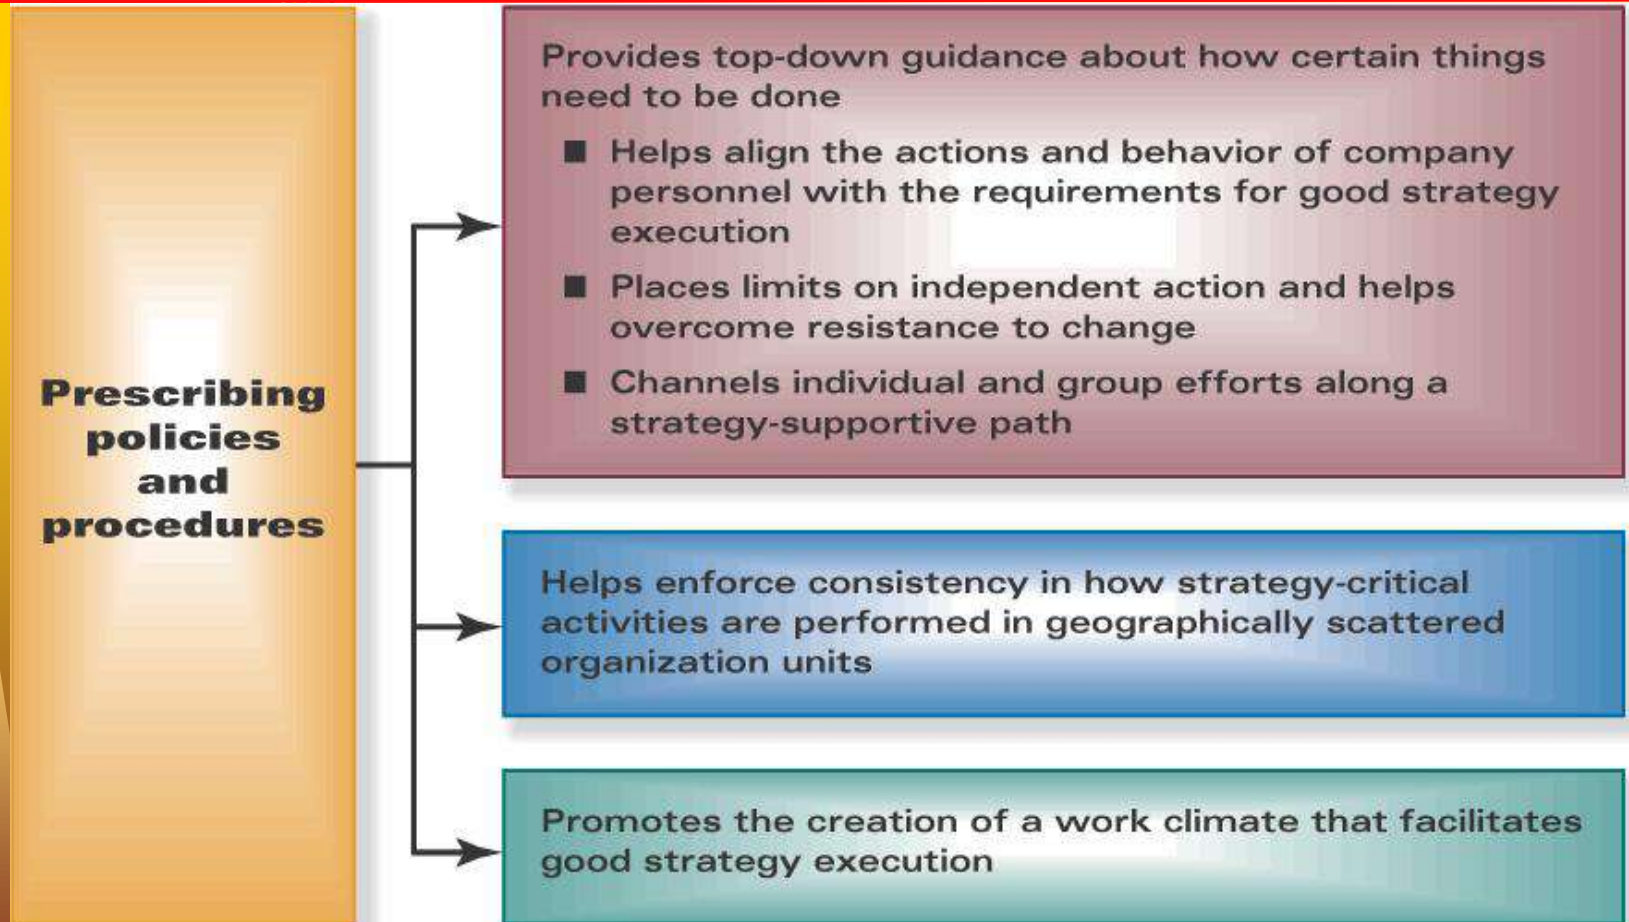 Prescribing
policies
and
procedures
Provides top-down guidance about how certain things
need to be done
■ Helps align the actions and behavior of company
personnel with the requirements for good strategy
execution
■ Places limits on independent action and helps
overcome resistance to change
■ Channels individual and group efforts along a
strategy-supportive path
Helps enforce consistency in how strategy-critical
activities are performed in geographically scattered
organization units
Promotes the creation of a work climate that facilitates
good strategy execution